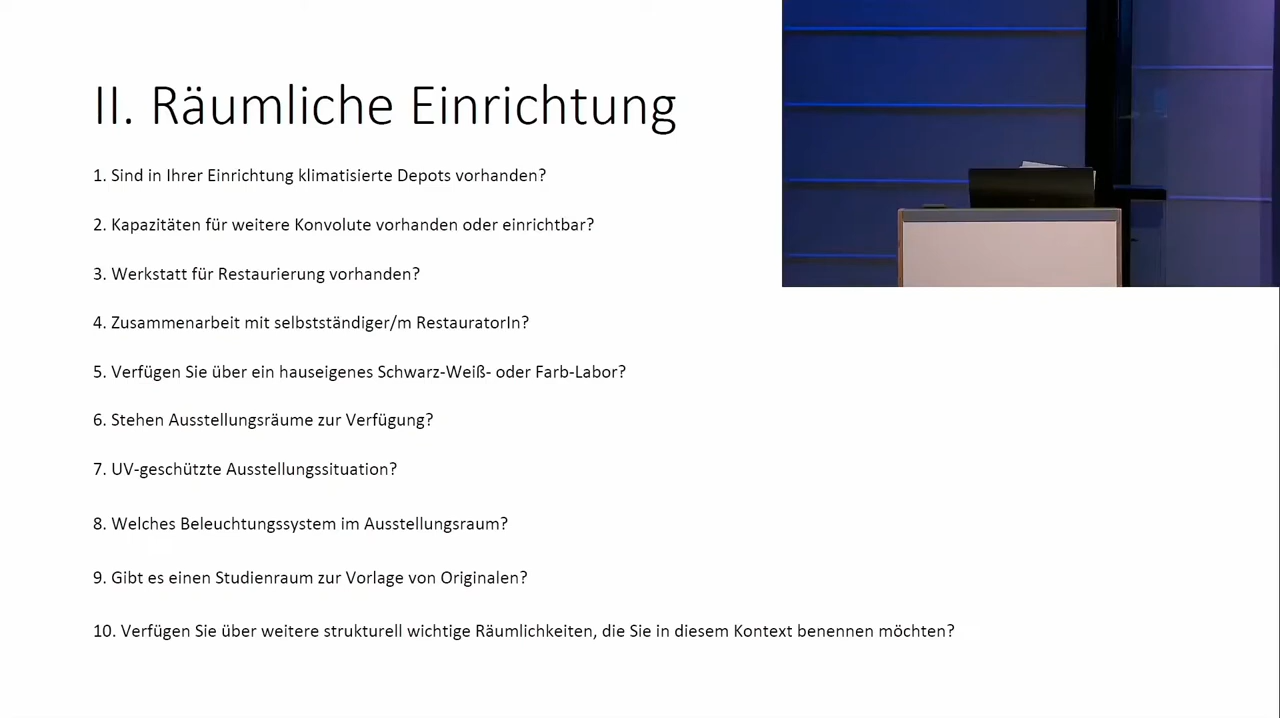 II. Räumliche Einrichtung
1. Sind in Ihrer Einrichtung klimatisierte Depots vorhanden?
2. Kapazitäten für weitere Konvolute vorhanden oder einrichtbar?
3. Werkstatt für Restaurierung vorhanden?
4. Zusammenarbeit mit selbstständiger/m RestauratorIn?
5. Verfügen Sie über ein hauseigenes Schwarz-Weiß- oder Farb-Labor?
6. Stehen Ausstellungsräume zur Verfügung?
7. UV-geschützte Ausstellungssituation?
8. Welches Beleuchtungssystem im Ausstellungsraum?
9. Gibt es einen Studienraum zur Vorlage von Originalen?
10. Verfügen Sie über weitere strukturell wichtige Räumlichkeiten, die Sie in diesem Kontext benennen möchten?